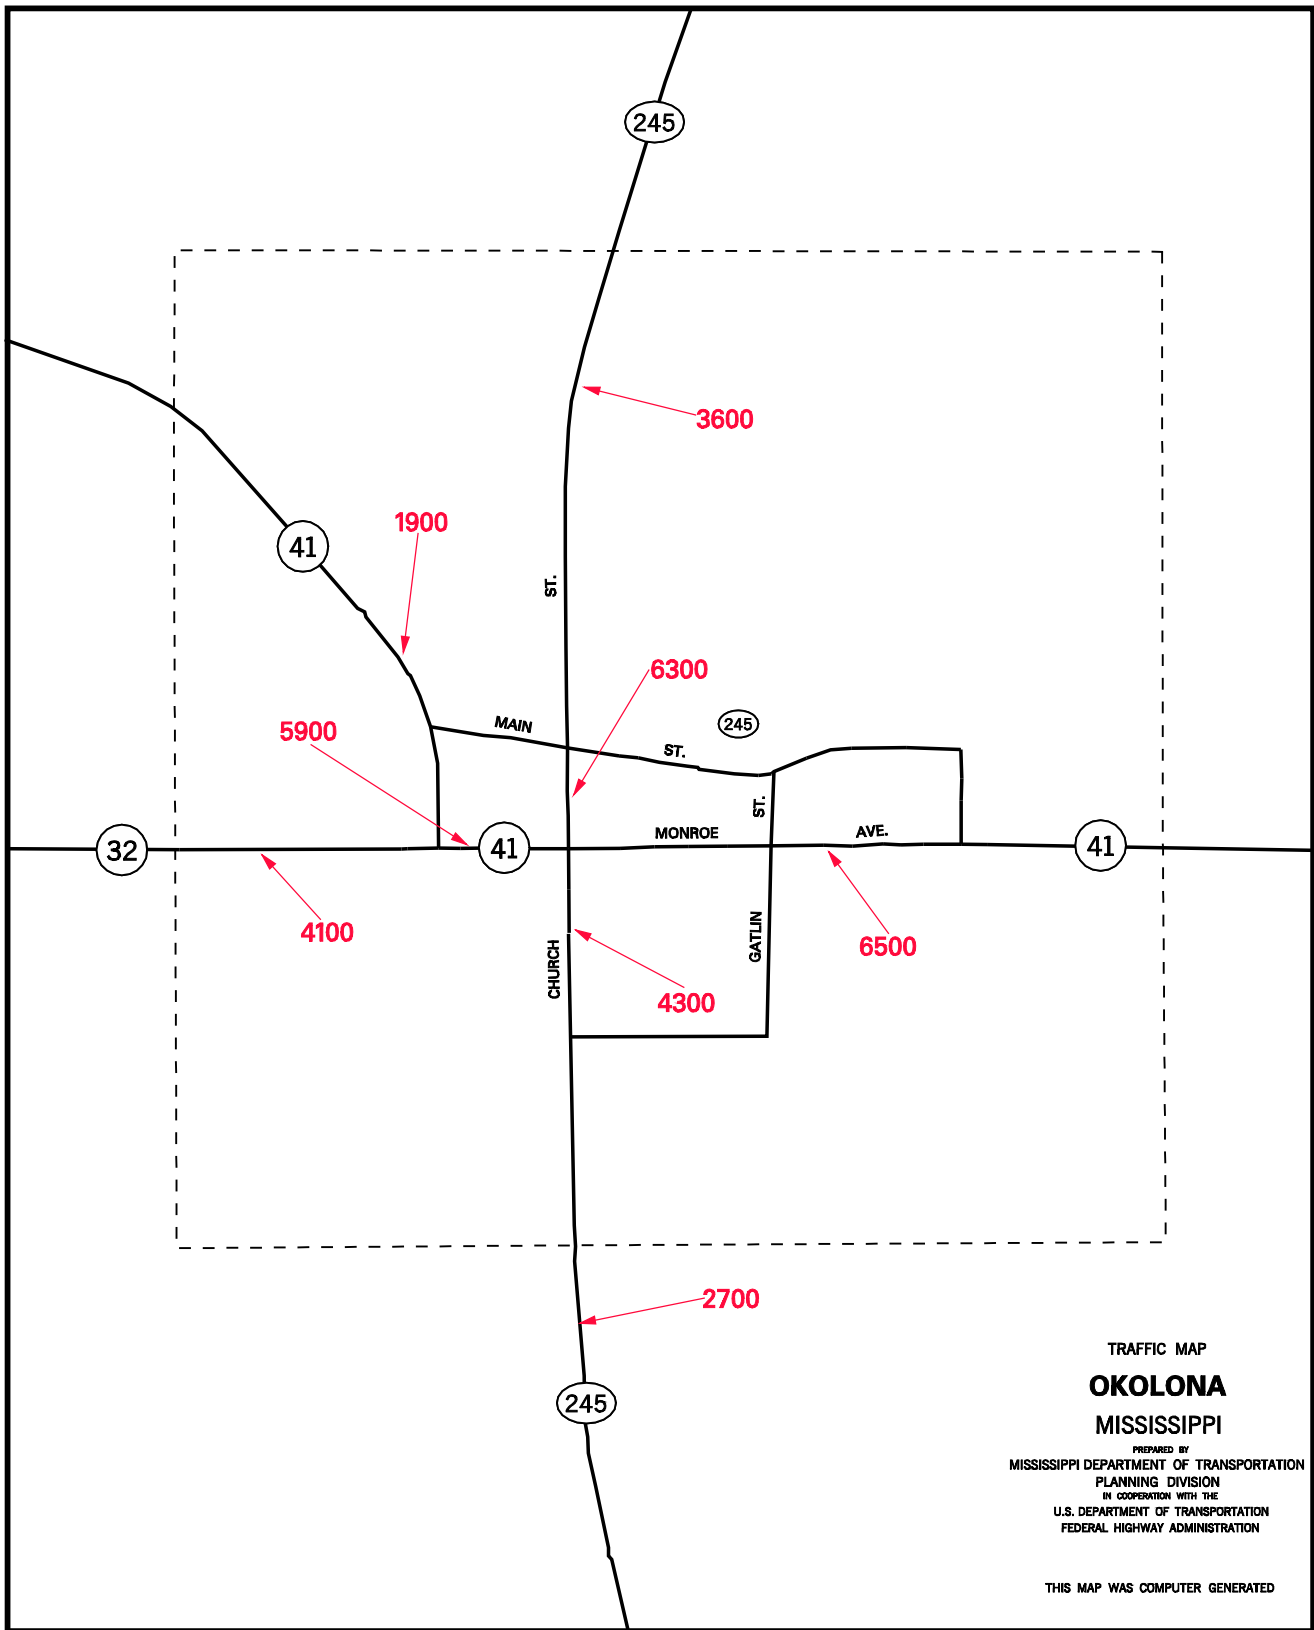 245
3600
1900
41
ST.
6300
MAIN
245
5900
ST.
ST.
MONROE
AVE.
32
41
41
4100
GATLIN
6500
CHURCH
4300
2700
245
TRAFFIC MAP
OKOLONA
MISSISSIPPI
PREPARED BY
MISSISSIPPI DEPARTMENT OF TRANSPORTATION
PLANNING DIVISION
IN COOPERATION WITH THE
U.S. DEPARTMENT OF TRANSPORTATION
FEDERAL HIGHWAY ADMINISTRATION
THIS MAP WAS COMPUTER GENERATED